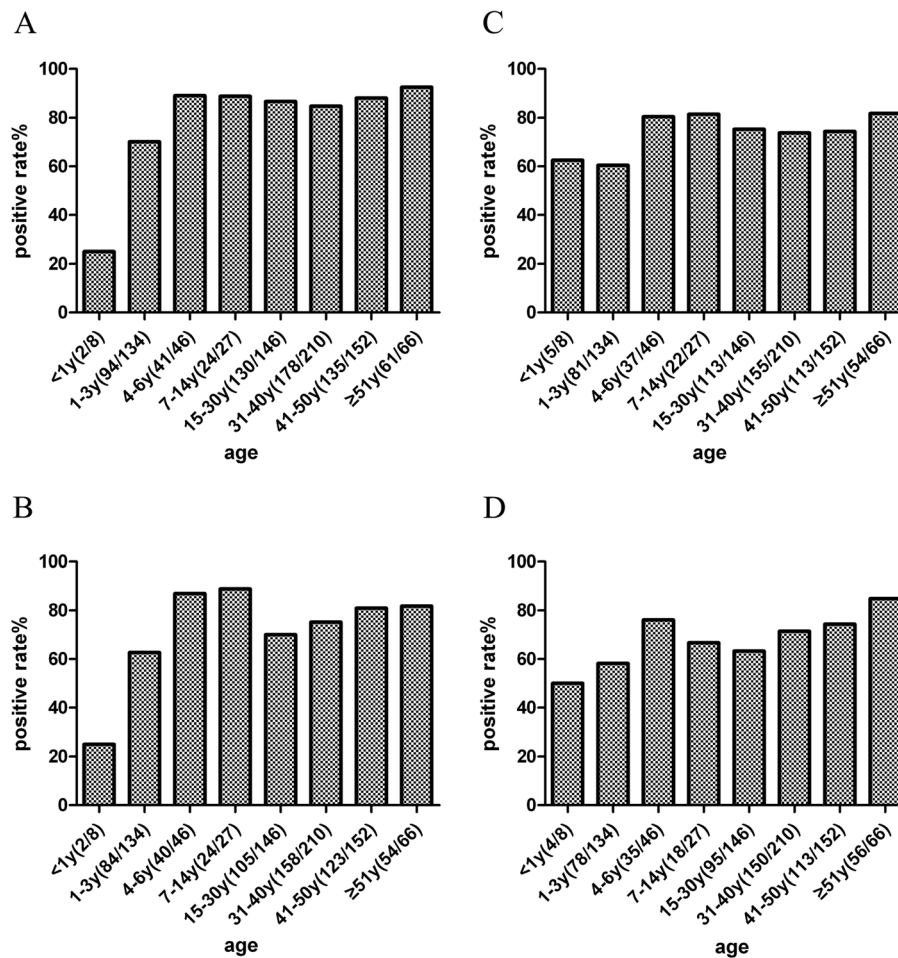 A
positive rate%
100
80
60
40
20
0
<1y(2/8)
1-3y(94/134)
4-6y(41/46)
7-14y(24/27)
15-30y(130/146)
31-40y(178/210)
41-50y(135/152)
≥51y(61/66)
age
C
positive rate%
100
80
60
40
20
0
<1y(5/8)
1-3y(81/134)
4-6y(37/46)
7-14y(22/27)
15-30y(113/146)
31-40y(155/210)
41-50y(113/152)
≥51y(54/66)
age
B
positive rate%
100
80
60
40
20
0
<1y(2/8)
1-3y(84/134)
4-6y(40/46)
7-14y(24/27)
15-30y(105/146)
31-40y(158/210)
41-50y(123/152)
≥51y(54/66)
age
D
positive rate%
100
80
60
40
20
0
<1y(4/8)
1-3y(78/134)
4-6y(35/46)
7-14y(18/27)
15-30y(95/146)
31-40y(150/210)
41-50y(113/152)
≥51y(56/66)
age